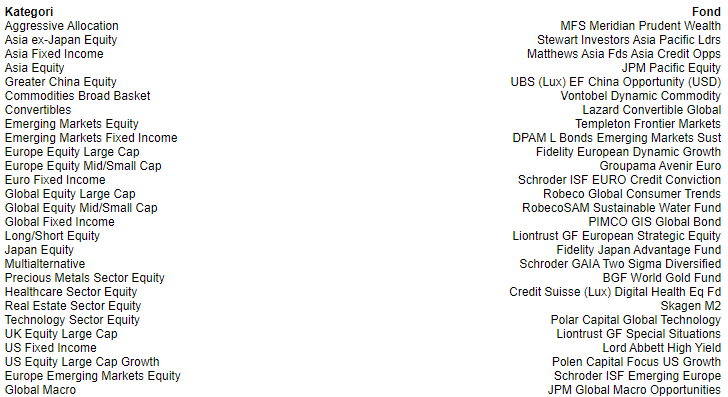 Kategori Fond
Aggressive Allocation MFS Meridian Prudent Wealth
Asia ex-Japan Equity Stewart Investors Asia Pacific Ldrs
Asia Fixed Income Matthews Asia Fds Asia Credit Opps
Asia Equity JPM Pacific Equity
Greater China Equity UBS (Lux) EF China Opportunity (USD)
Commodities Broad Basket Vontobel Dynamic Commodity
Convertibles Lazard Convertible Global
Emerging Markets Equity Templeton Frontier Markets
Emerging Markets Fixed Income DPAM L Bonds Emerging Markets Sust
Europe Equity Large Cap Fidelity European Dynamic Growth
Europe Equity Mid/Small Cap Groupama Avenir Euro
Euro Fixed Income Schroder ISF EURO Credit Conviction
Global Equity Large Cap Robeco Global Consumer Trends
Global Equity Mid/Small Cap RobecoSAM Sustainable Water Fund
Global Fixed Income PIMCO GIS Global Bond
Long/Short Equity Liontrust GF European Strategic Equity
Japan Equity Fidelity Japan Advantage Fund
Multialternative Schroder GAIA Two Sigma Diversified
Precious Metals Sector Equity BGF World Gold Fund
Healthcare Sector Equity Credit Suisse (Lux) Digital Health Eq Fd
Real Estate Sector Equity Skagen M2
Technology Sector Equity Polar Capital Global Technology
UK Equity Large Cap Liontrust GF Special Situations
US Fixed Income Lord Abbett High Yield
US Equity Large Cap Growth Polen Capital Focus US Growth
Europe Emerging Markets Equity Schroder ISF Emerging Europe
Global Macro JPM Global Macro Opportunities